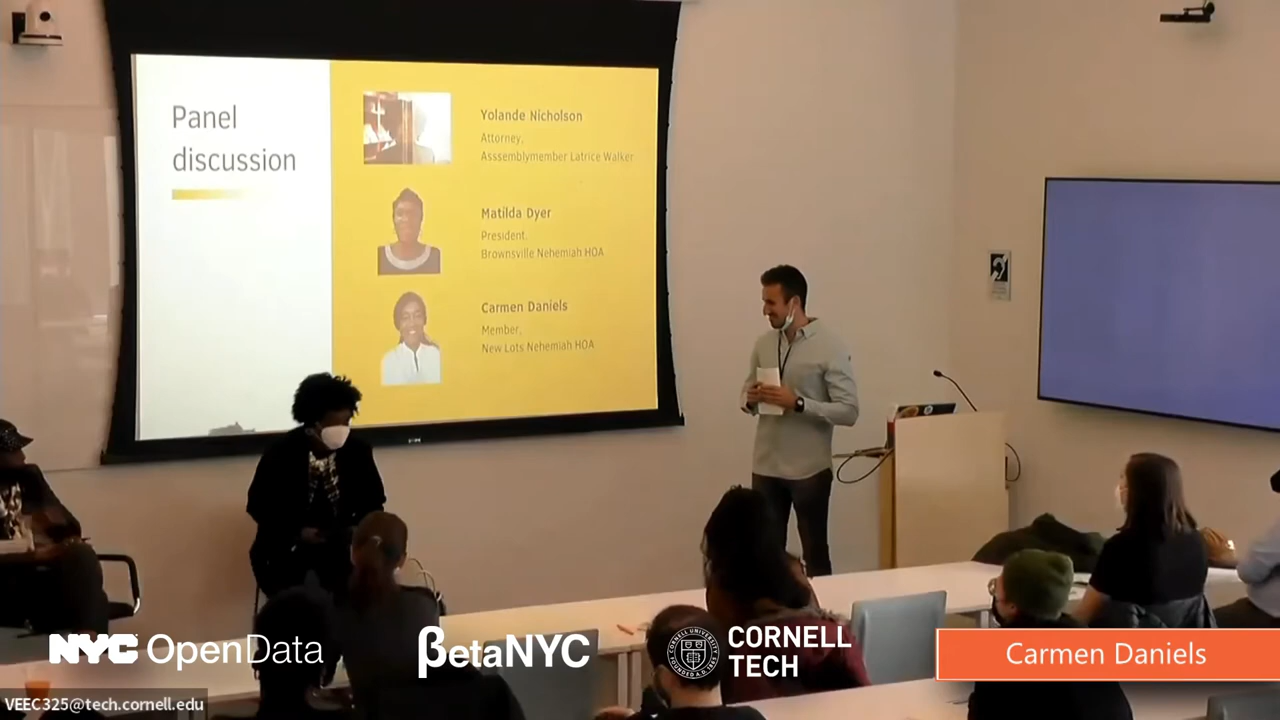 Panel
discussion
Yolande Nicholson
Attorney,
Asssemblymember Latrice Walker
Matilda Dyer
President,
Brownsville Nehemiah HOA
Carmen Daniels
Member,
New Lots Nehemiah HOA
NYC OpenData
βetaNYC
CORNELL
TECH
Carmen Daniels
VEEC325@tech.cornell.edu